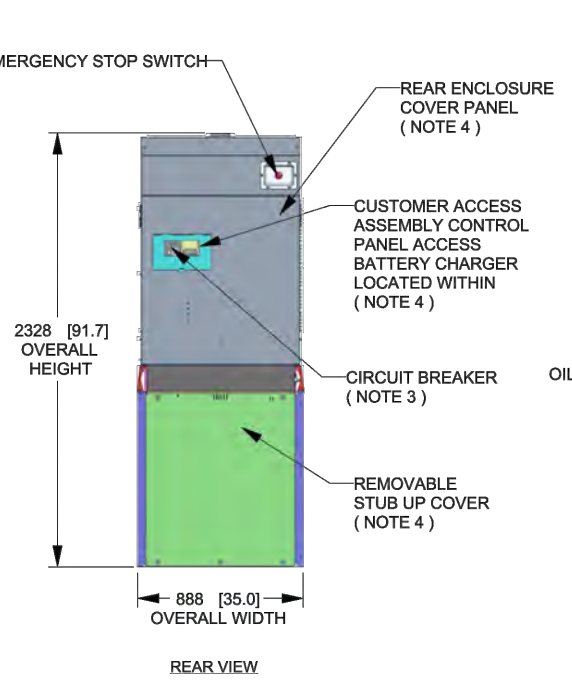 MERGENCY STOP SWITCH
REAR ENCLOSURE
COVER PANEL
( NOTE 4 )
CUSTOMER ACCESS
ASSEMBLY CONTROL
PANEL ACCESS
BATTERY CHARGER
LOCATED WITHIN
( NOTE 4 )
2328 [91.7]
OVERALL
HEIGHT
CIRCUIT BREAKER
( NOTE 3 )
OIL
REMOVABLE
STUB UP COVER
( NOTE 4 )
888 [35.0]
OVERALL WIDTH
REAR VIEW